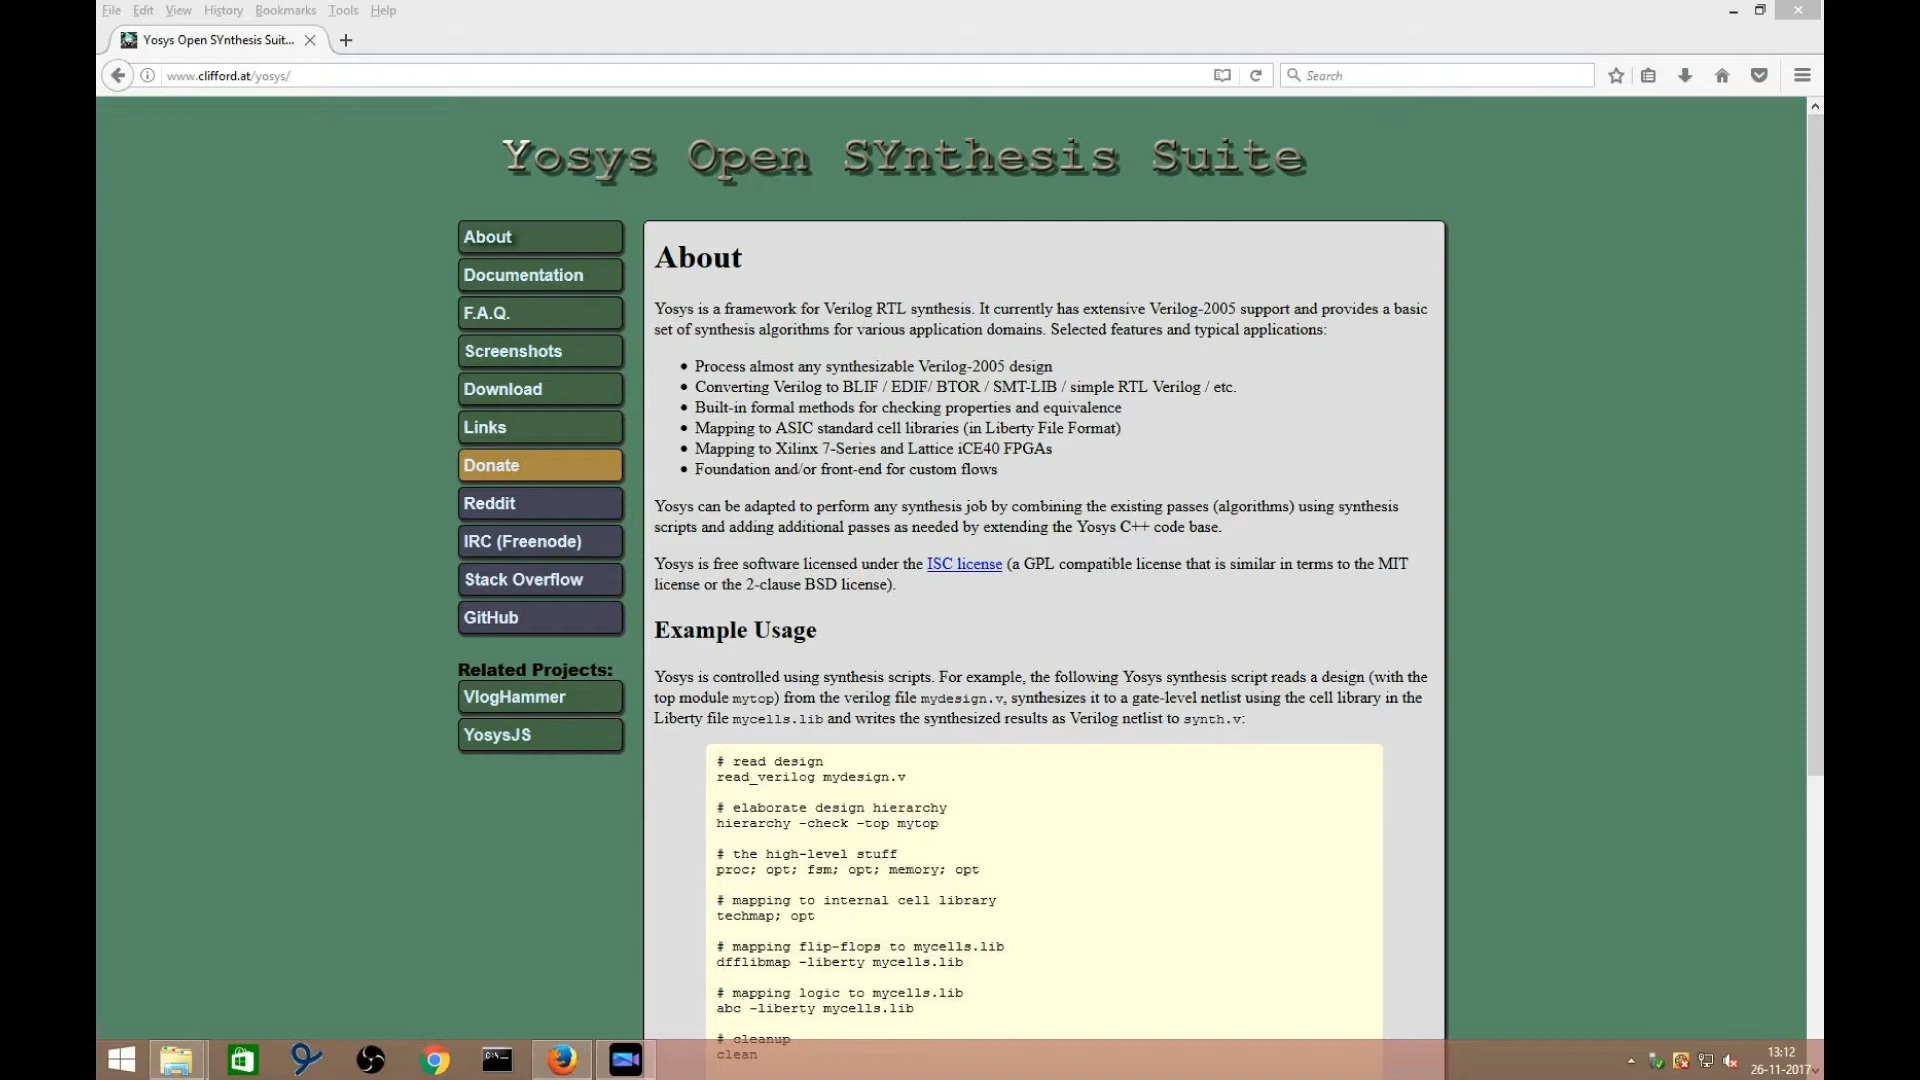 File Edit View History Bookmarks Tools Help
Yosys Open SYnthesis Suit...
www.clifford.at/yosys/
Search
Yosys Open SYnthesis Suite
About
Documentation
F.A.Q.
Screenshots
Download
Links
Donate
Reddit
IRC (Freenode)
Stack Overflow
GitHub
Related Projects:
VlogHammer
YosysJS
About
Yosys is a framework for Verilog RTL synthesis. It currently has extensive Verilog-2005 support and provides a basic
set of synthesis algorithms for various application domains. Selected features and typical applications:
• Process almost any synthesizable Verilog-2005 design
• Converting Verilog to BLIF / EDIF/ BTOR / SMT-LIB / simple RTL Verilog / etc.
• Built-in formal methods for checking properties and equivalence
• Mapping to ASIC standard cell libraries (in Liberty File Format)
• Mapping to Xilinx 7-Series and Lattice iCE40 FPGAs
• Foundation and/or front-end for custom flows
Yosys can be adapted to perform any synthesis job by combining the existing passes (algorithms) using synthesis
scripts and adding additional passes as needed by extending the Yosys C++ code base.
Yosys is free software licensed under the ISC license (a GPL compatible license that is similar in terms to the MIT
license or the 2-clause BSD license).
Example Usage
Yosys is controlled using synthesis scripts. For example, the following Yosys synthesis script reads a design (with the
top module mytop) from the verilog file mydesign.v, synthesizes it to a gate-level netlist using the cell library in the
Liberty file mycells.lib and writes the synthesized results as Verilog netlist to synth.v:
# read design
read_verilog mydesign.v
# elaborate design hierarchy
hierarchy -check -top mytop
# the high-level stuff
proc; opt; fsm; opt; memory; opt
# mapping to internal cell library
techmap; opt
# mapping flip-flops to mycells.lib
dfflibmap -liberty mycells.lib
# mapping logic to mycells.lib
abc -liberty mycells.lib
# cleanup
clean
13:12
26-11-2017